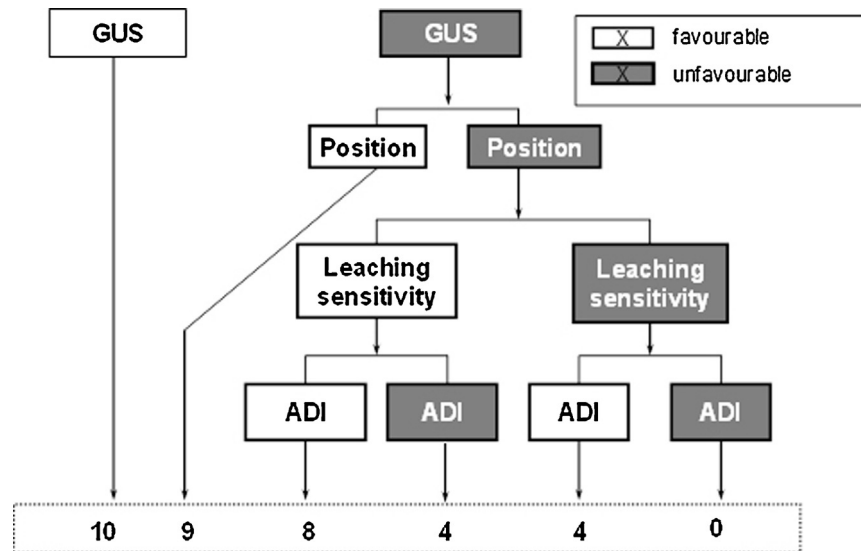 GUS
GUS
X favourable
X unfavourable
Position
Position
Leaching
sensitivity
Leaching
sensitivity
ADI
ADI
ADI
ADI
10 9 8 4 4 0